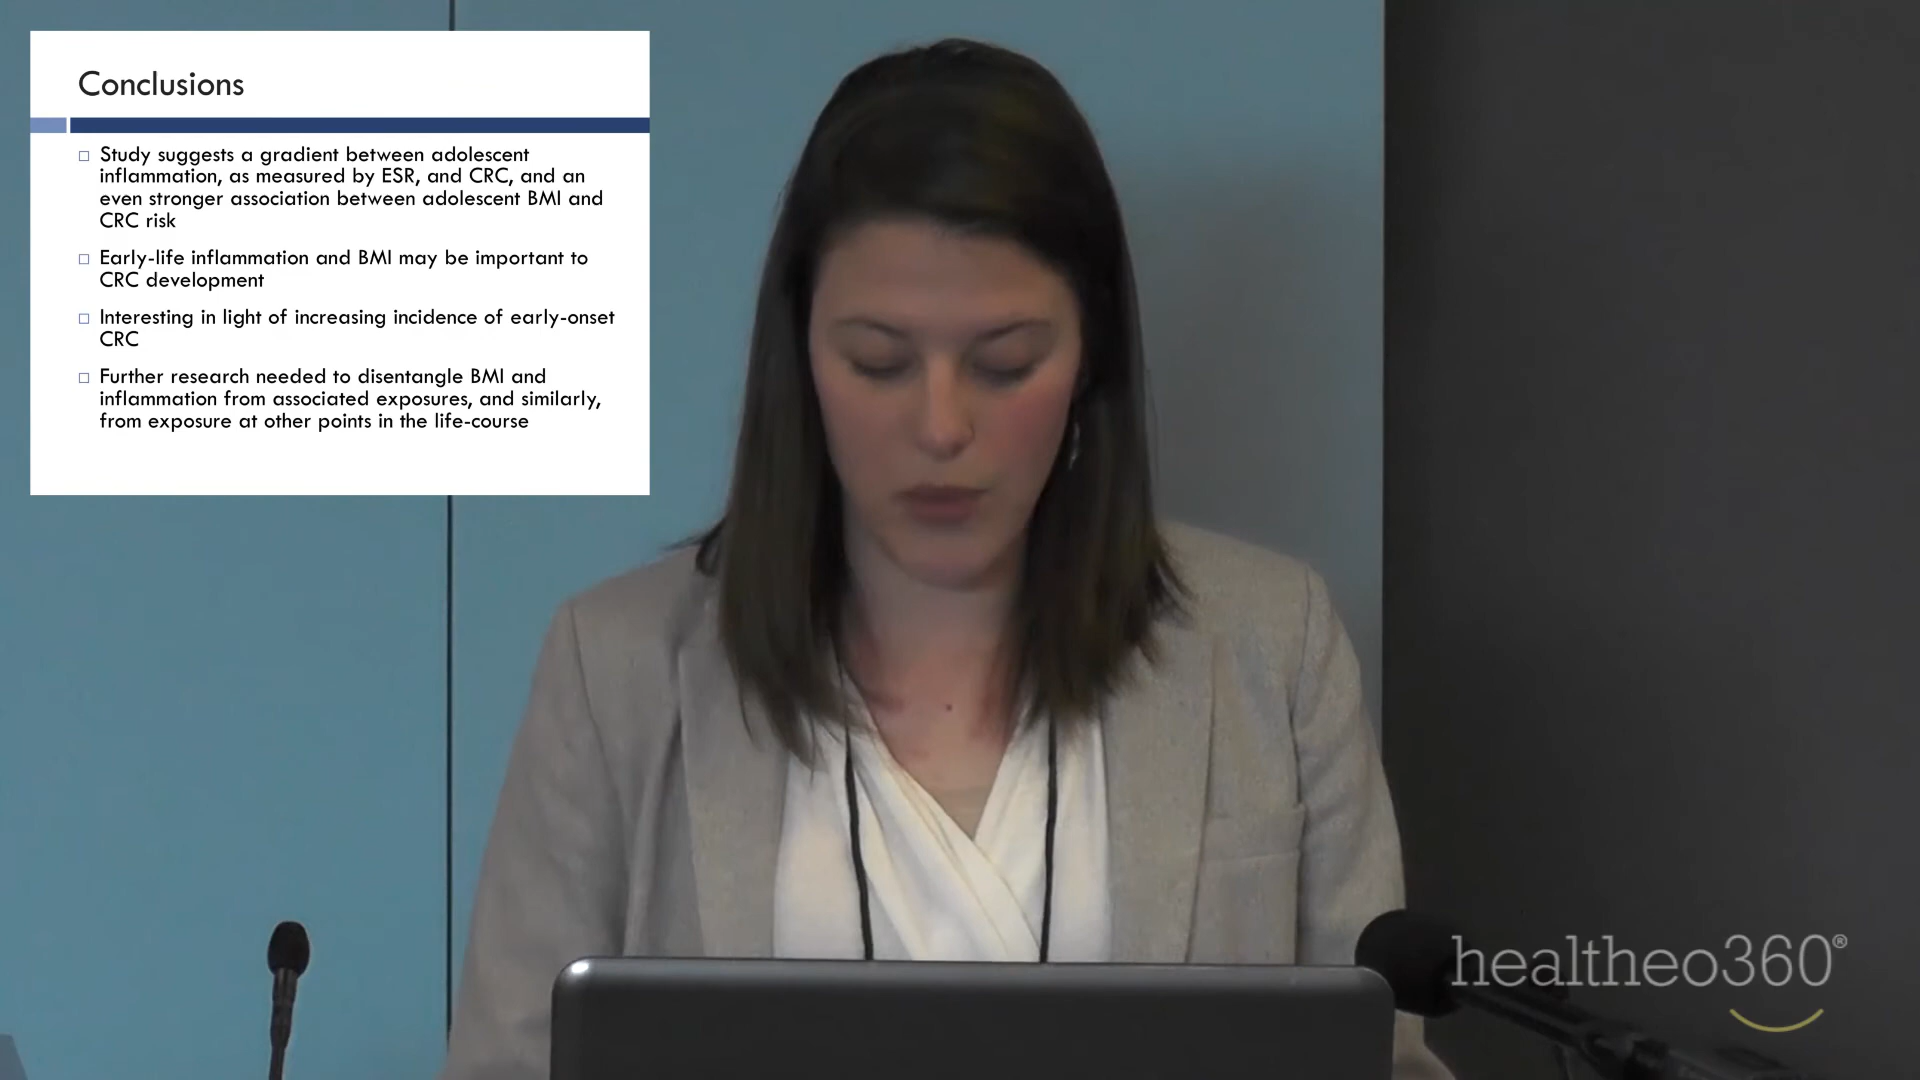 Conclusions
Study suggests a gradient between adolescent
inflammation, as measured by ESR, and CRC, and an
even stronger association between adolescent BMI and
CRC risk
Early-life inflammation and BMI may be important to
CRC development
Interesting in light of increasing incidence of early-onset
CRC
Further research needed to disentangle BMI and
inflammation from associated exposures, and similarly,
from exposure at other points in the life-course
healtheo360®